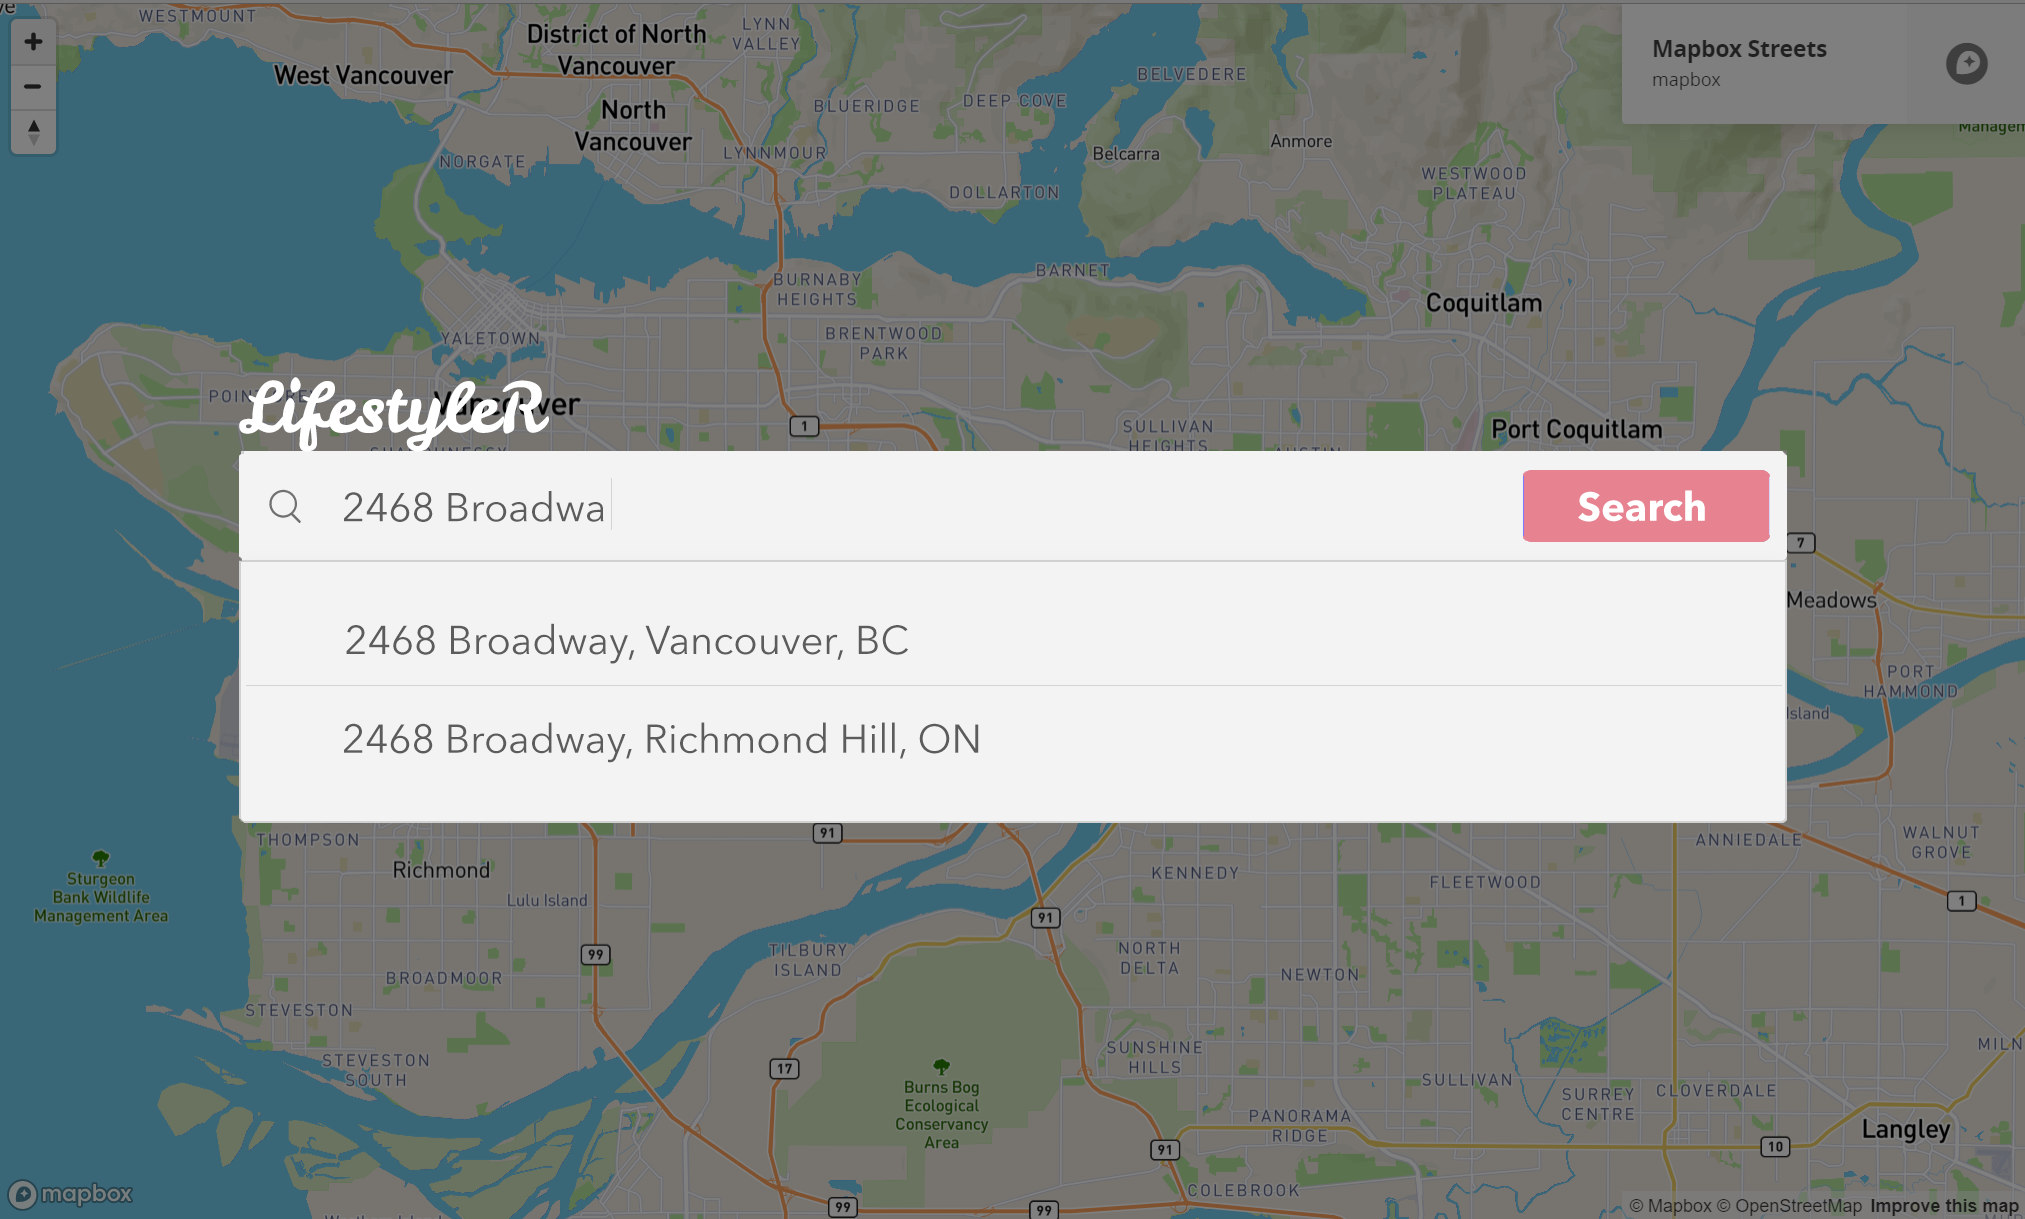 WESTMOUNT
District of North
Vancouver
LYNN
VALLEY
Mapbox Streets
mapbox
West Vancouver
BELVEDERE
North
Vancouver
BLUERIDGE
DEEP COVE
Managem
NORGATE
LYNNMOUR
Belcarra
Anmore
DOLLARTON
WESTWOOD
PLATEAU
BURNABY
HEIGHTS
BARNET
Coquitlam
YALETOWN
BRENTWOOD
PARK
LifestyleR
Vancouver
1
SULLIVAN
HEIGHTS
AUSTIN
Port Coquitlam
2468 Broadwa
Search
7
Meadows
2468 Broadway, Vancouver, BC
PORT
HAMMOND
Island
2468 Broadway, Richmond Hill, ON
THOMPSON
91
ANNIEDALE
WALNUT
GROVE
Sturgeon
Bank Wildlife
Management Area
Richmond
Lulu Island
KENNEDY
FLEETWOOD
1
91
99
TILBURY
ISLAND
NORTH
DELTA
NEWTON
BROADMOOR
STEVESTON
STEVESTON
SOUTH
17
SUNSHINE
HILLS
MILN
Burns Bog
Ecological
Conservancy
Area
SULLIVAN
SURREY
CENTRE
CLOVERDALE
PANORAMA
RIDGE
91
10
Langley
COLEBROOK
mapbox
99
99
© Mapbox © OpenStreetMap Improve this map